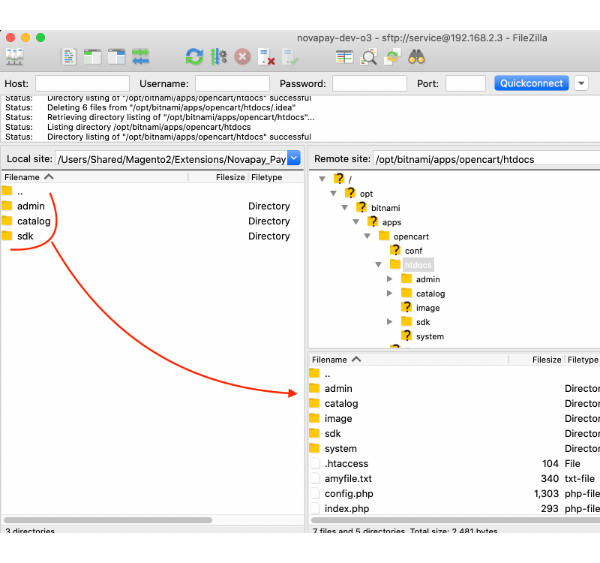 novapay-dev-o3 - sftp://service@192.168.2.3 - FileZilla
Host: Username: Password: Port: Quickconnect
Status: Directory listing of "/opt/bitnami/apps/opencart/htdocs" successful
Status: Deleting 6 files from "/opt/bitnami/apps/opencart/htdocs/.idea"
Status: Retrieving directory listing of "/opt/bitnami/apps/opencart/htdocs"...
Status: Listing directory /opt/bitnami/apps/opencart/htdocs
Status: Directory listing of "/opt/bitnami/apps/opencart/htdocs" successful
Local site: /Users/Shared/Magento2/Extensions/Novapay_Pay
Filename Filesize Filetype
..
admin Directory
catalog Directory
sdk Directory
3 directories
Remote site: /opt/bitnami/apps/opencart/htdocs
/
opt
bitnami
apps
opencart
conf
htdocs
admin
catalog
image
sdk
system
Filename Filesize Filetype
..
admin Director
catalog Director
image Director
sdk Director
system Director
.htaccess 104 File
amyfile.txt 340 txt-file
config.php 1,303 php-file
index.php 293 php-file
7 files and 5 directories. Total size: 2,481 bytes